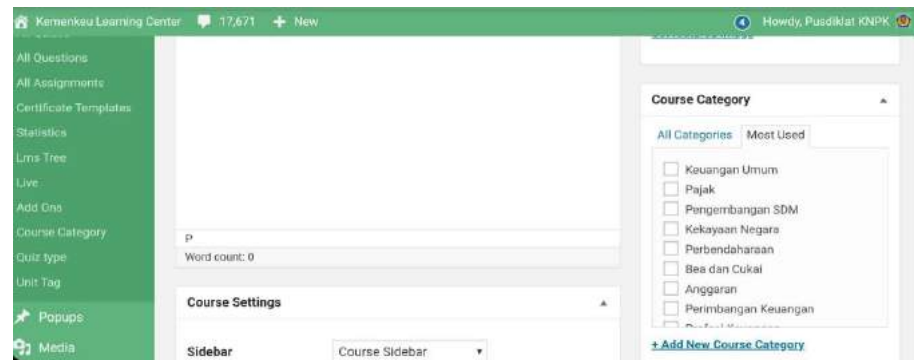 Kemenkeu Learning Center 17,671 + New Howdy, Pusdiklat KNPK
All Questions
All Assignments
Certificate Templates
Statistics
Lms Tree
Live
Add Ons
Course Category
Quiz type
Unit Tag
Popups
Media
P
Word count: 0
Course Settings
Sidebar Course Sidebar
Course Category
All Categories Most Used
Keuangan Umum
Pajak
Pengembangan SDM
Kekayaan Negara
Perbendaharaan
Bea dan Cukai
Anggaran
Perimbangan Keuangan
+ Add New Course Category